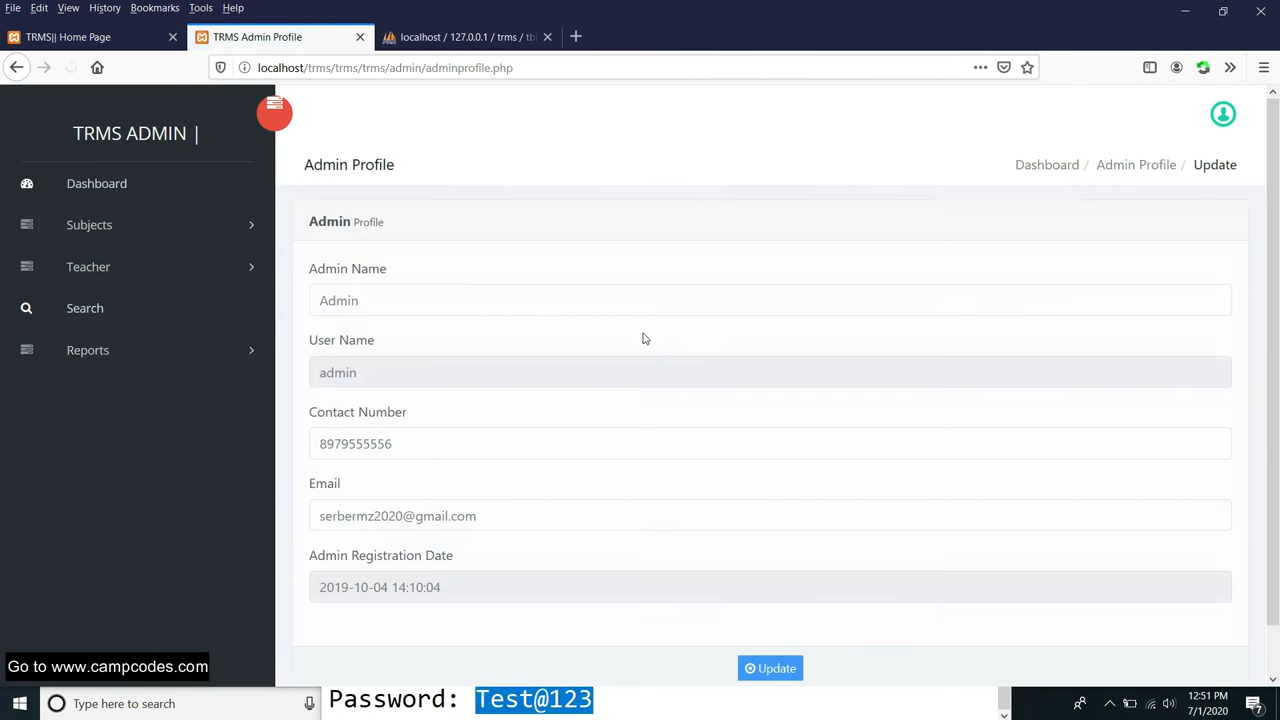 File Edit View History Bookmarks Tools Help
TRMS|| Home Page
TRMS Admin Profile
localhost / 127.0.0.1 / trms / tbl
localhost/trms/trms/trms/admin/adminprofile.php
TRMS ADMIN |
Dashboard
Subjects
Teacher
Search
Reports
Admin Profile
Dashboard / Admin Profile / Update
Admin Profile
Admin Name
Admin
User Name
admin
Contact Number
8979555556
Email
serbermz2020@gmail.com
Admin Registration Date
2019-10-04 14:10:04
Update
Go to www.campcodes.com
Password: Test@123
Type here to search
12:51 PM
7/1/2020
7